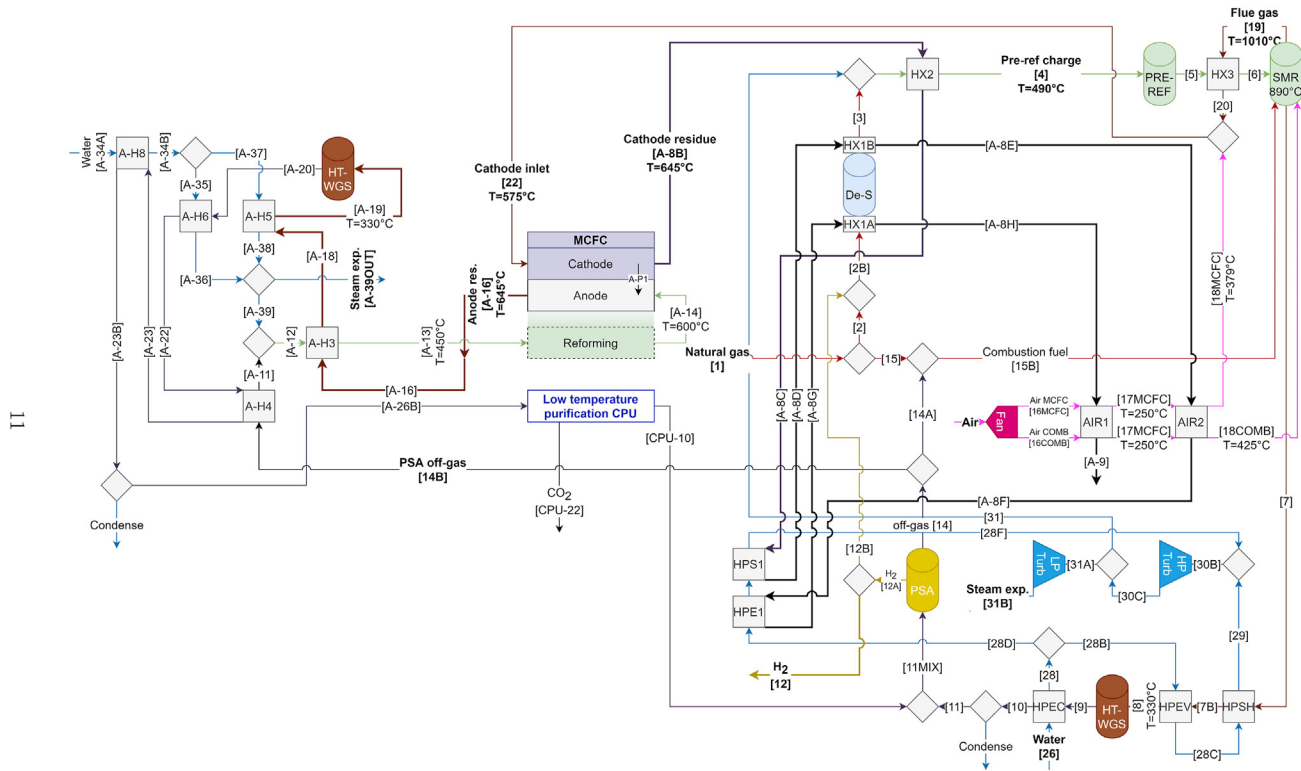 Flue gas
[19]
T=1010°C
Pre-ref charge
[4]
T=490°C
HX2
PRE-
REF
[5]
HX3
[6]
SMR
890°C
[20]
[3]
Water
[A-34A]
A-H8
[A-34B]
[A-37]
[A-20]
HT-
WGS
[A-35]
[A-19]
T=330°C
A-H6
A-H5
[A-18]
[A-38]
[A-36]
Steam exp.
[A-39OUT]
[A-39]
[A-12]
A-H3
[A-13]
T=450°C
[A-11]
A-H4
[A-16]
[A-23B]
[A-23]
[A-22]
Cathode inlet
[22]
T=575°C
Cathode residue
[A-8B]
T=645°C
MCFC
Cathode
A-P1
Anode
Anode res.
[A-16]
T=645°C
[A-14]
T=600°C
Reforming
HX1B
De-S
HX1A
[A-8E]
[A-8H]
[2B]
[2]
Natural gas
[1]
[15]
Combustion fuel
[15B]
[18MCFC]
T=379°C
[A-26B]
Low temperature
purification CPU
[CPU-10]
[A-8C]
[A-8D]
[A-8G]
[14A]
Air
Fan
Air MCFC
[16MCFC]
Air COMB
[16COMB]
AIR1
[17MCFC]
T=250°C
[17MCFC]
T=250°C
AIR2
[18COMB]
T=425°C
[A-9]
11
PSA off-gas
[14B]
CO2
[CPU-22]
Condense
[A-8F]
[7]
off-gas [14]
[31]
[28F]
[12B]
HPS1
HPE1
H2
[12A]
PSA
LP
Turb
[31A]
HP
Turb
[30B]
Steam exp.
[31B]
[30C]
[29]
[28D]
[28B]
[11MIX]
H2
[12]
[28]
[11]
[10]
HPEC
[9]
HT-
WGS
[8]
T=330°C
HPEV
[7B]
HPSH
[28C]
Condense
Water
[26]